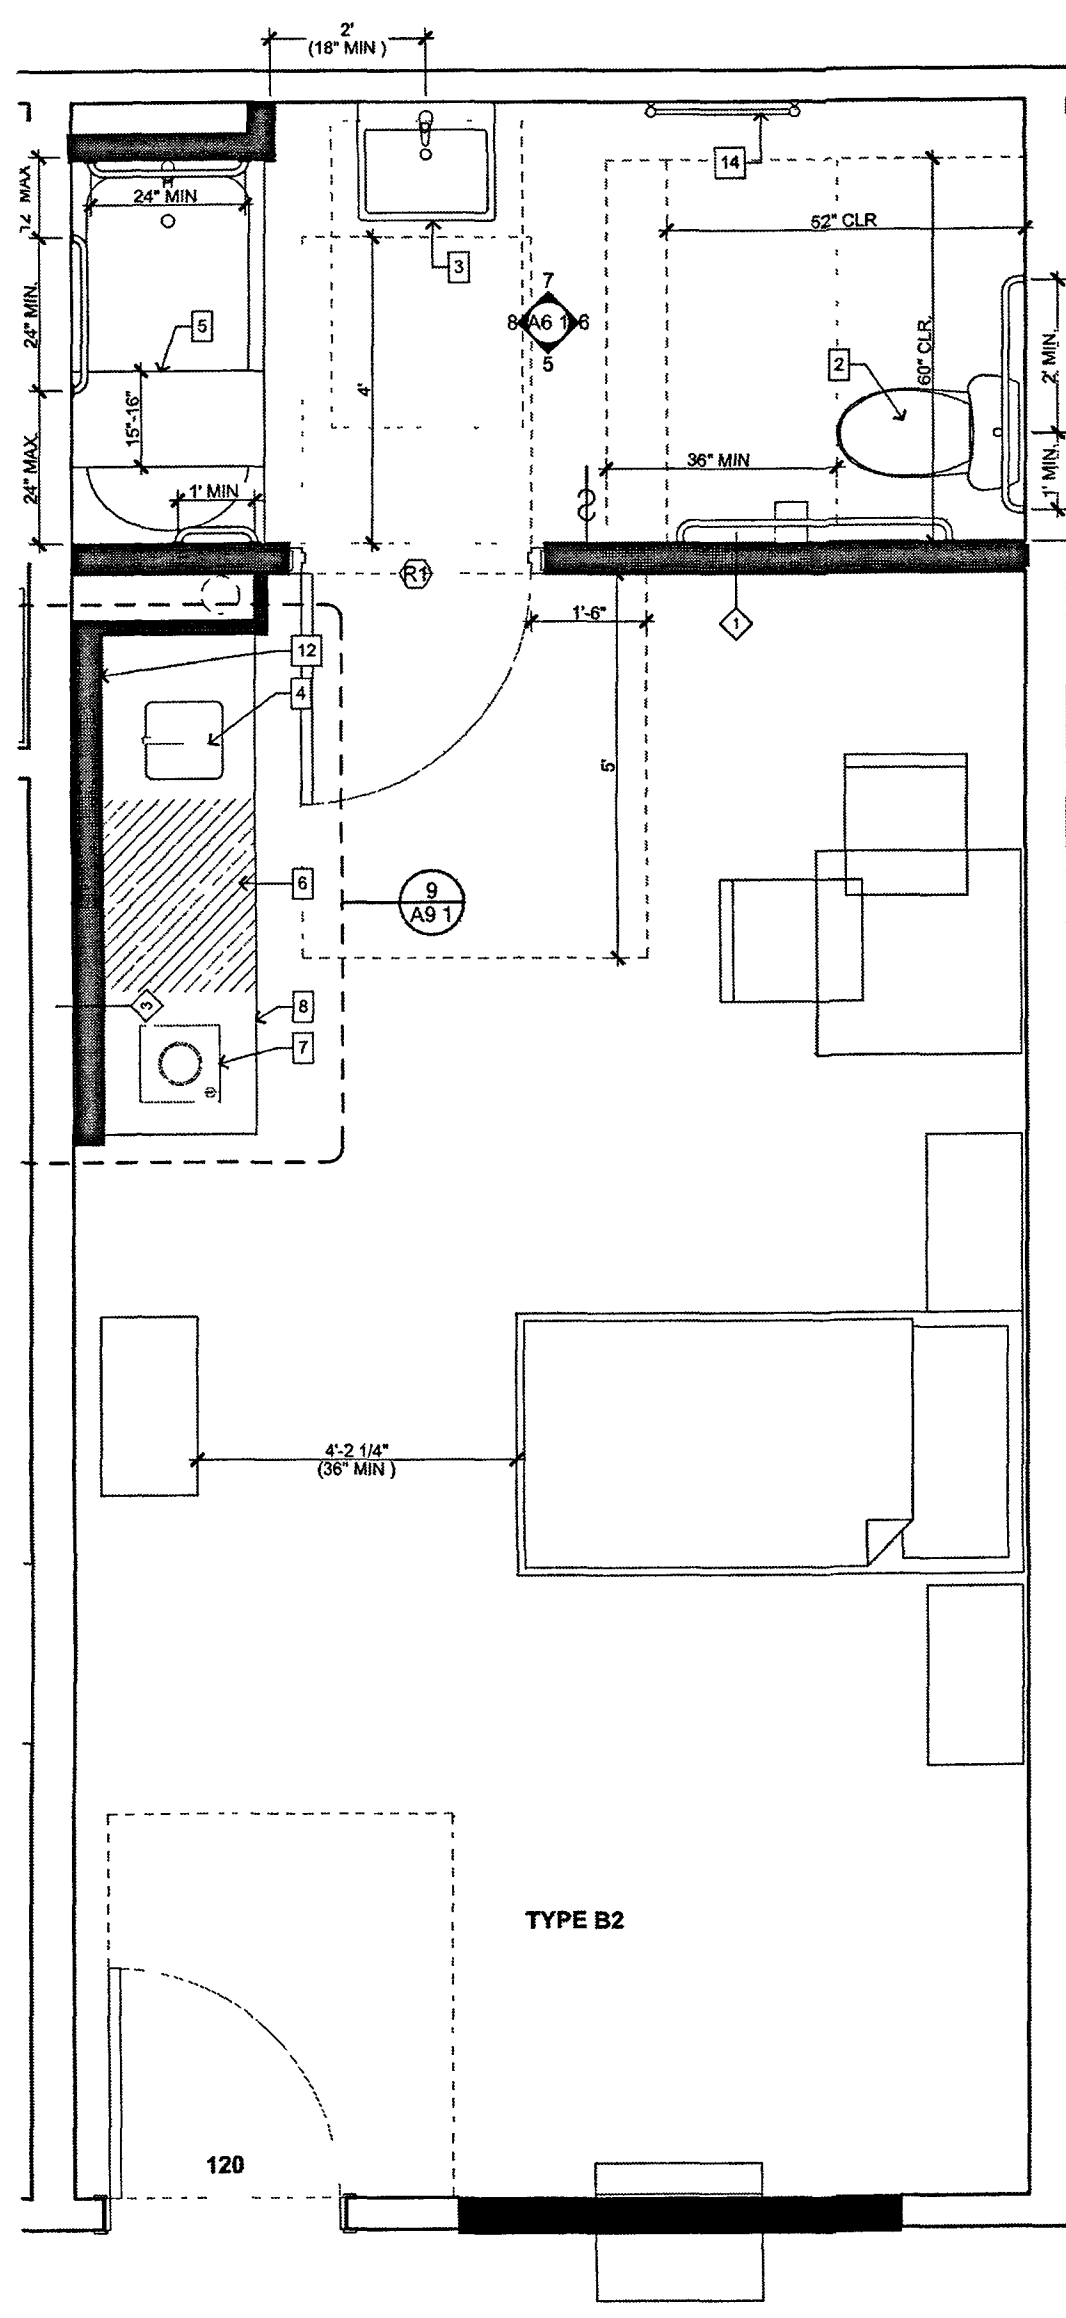 2'
(18" MIN )
14
24" MIN
12" MAX
52" CLR
3
7
8 A6 1 6
5
24" MIN.
5
2
60" CLR.
2' MIN.
4'
15"-16"
36" MIN
24" MAX
1' MIN
1' MIN.
R1
1'-6"
1
12
4
5'
6
9
A9 1
3
8
7
4'-2 1/4"
(36" MIN )
TYPE B2
120